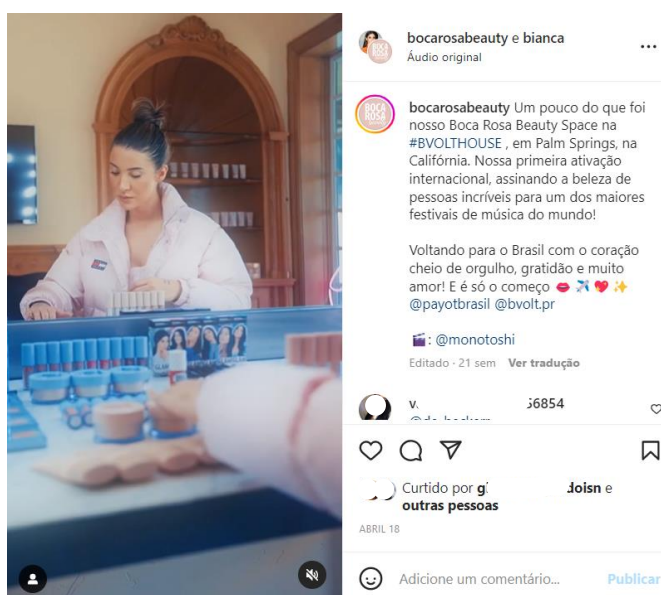 bocarosabeauty e bianca
Áudio original
bocarosabeauty Um pouco do que foi
nosso Boca Rosa Beauty Space na
#BVOLTHOUSE , em Palm Springs, na
Califórnia. Nossa primeira ativação
internacional, assinando a beleza de
pessoas incríveis para um dos maiores
festivais de música do mundo!
Voltando para o Brasil com o coração
cheio de orgulho, gratidão e muito
amor! E é só o começo 💋 ✈️ 💖 ✨
@payotbrasil @bvolt.pr
🎬: @monotoshi
Editado · 21 sem Ver tradução
Curtido por e
outras pessoas
ABRIL 18
Adicione um comentário... Publicar